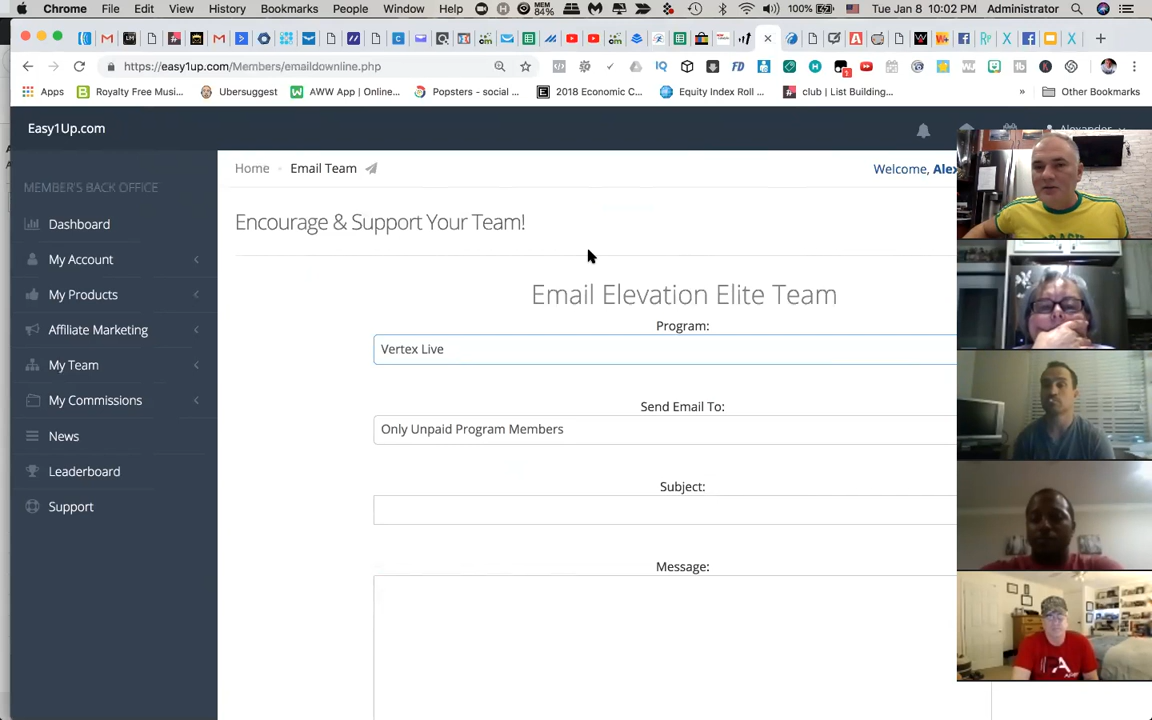 Chrome File Edit View History Bookmarks People Window Help MEM 84% 100% Tue Jan 8 10:02 PM Administrator
https://easy1up.com/Members/emaildownline.php
Apps Royalty Free Musi... Ubersuggest AWW App | Online... Popsters - social ... 2018 Economic C... Equity Index Roll ... club | List Building... » Other Bookmarks
Easy1Up.com
Home Email Team Welcome, Alex
MEMBER'S BACK OFFICE
Dashboard
My Account
My Products
Affiliate Marketing
My Team
My Commissions
News
Leaderboard
Support
Encourage & Support Your Team!
Email Elevation Elite Team
Program:
Vertex Live
Send Email To:
Only Unpaid Program Members
Subject:
Message: